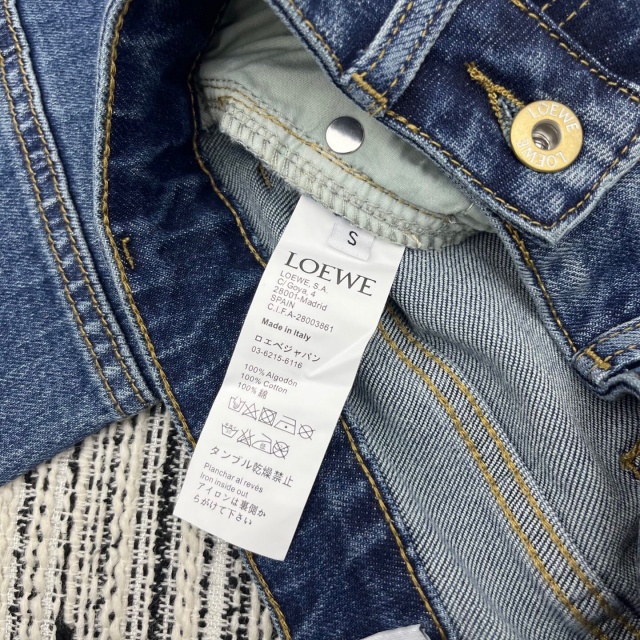 S
LOEWE
LOEWE, S.A.
C/ Goya, 4
28001-Madrid
SPAIN
C.I.F.A-28003861
Made in Italy
ロエベジャパン
03-6215-6116
100% Algodón
100% Cotton
100% 綿
タンブル乾燥禁止
Planchar al revés
Iron inside out
アイロンは裏側か
らがけて下さい
LOEWE
LOEWE